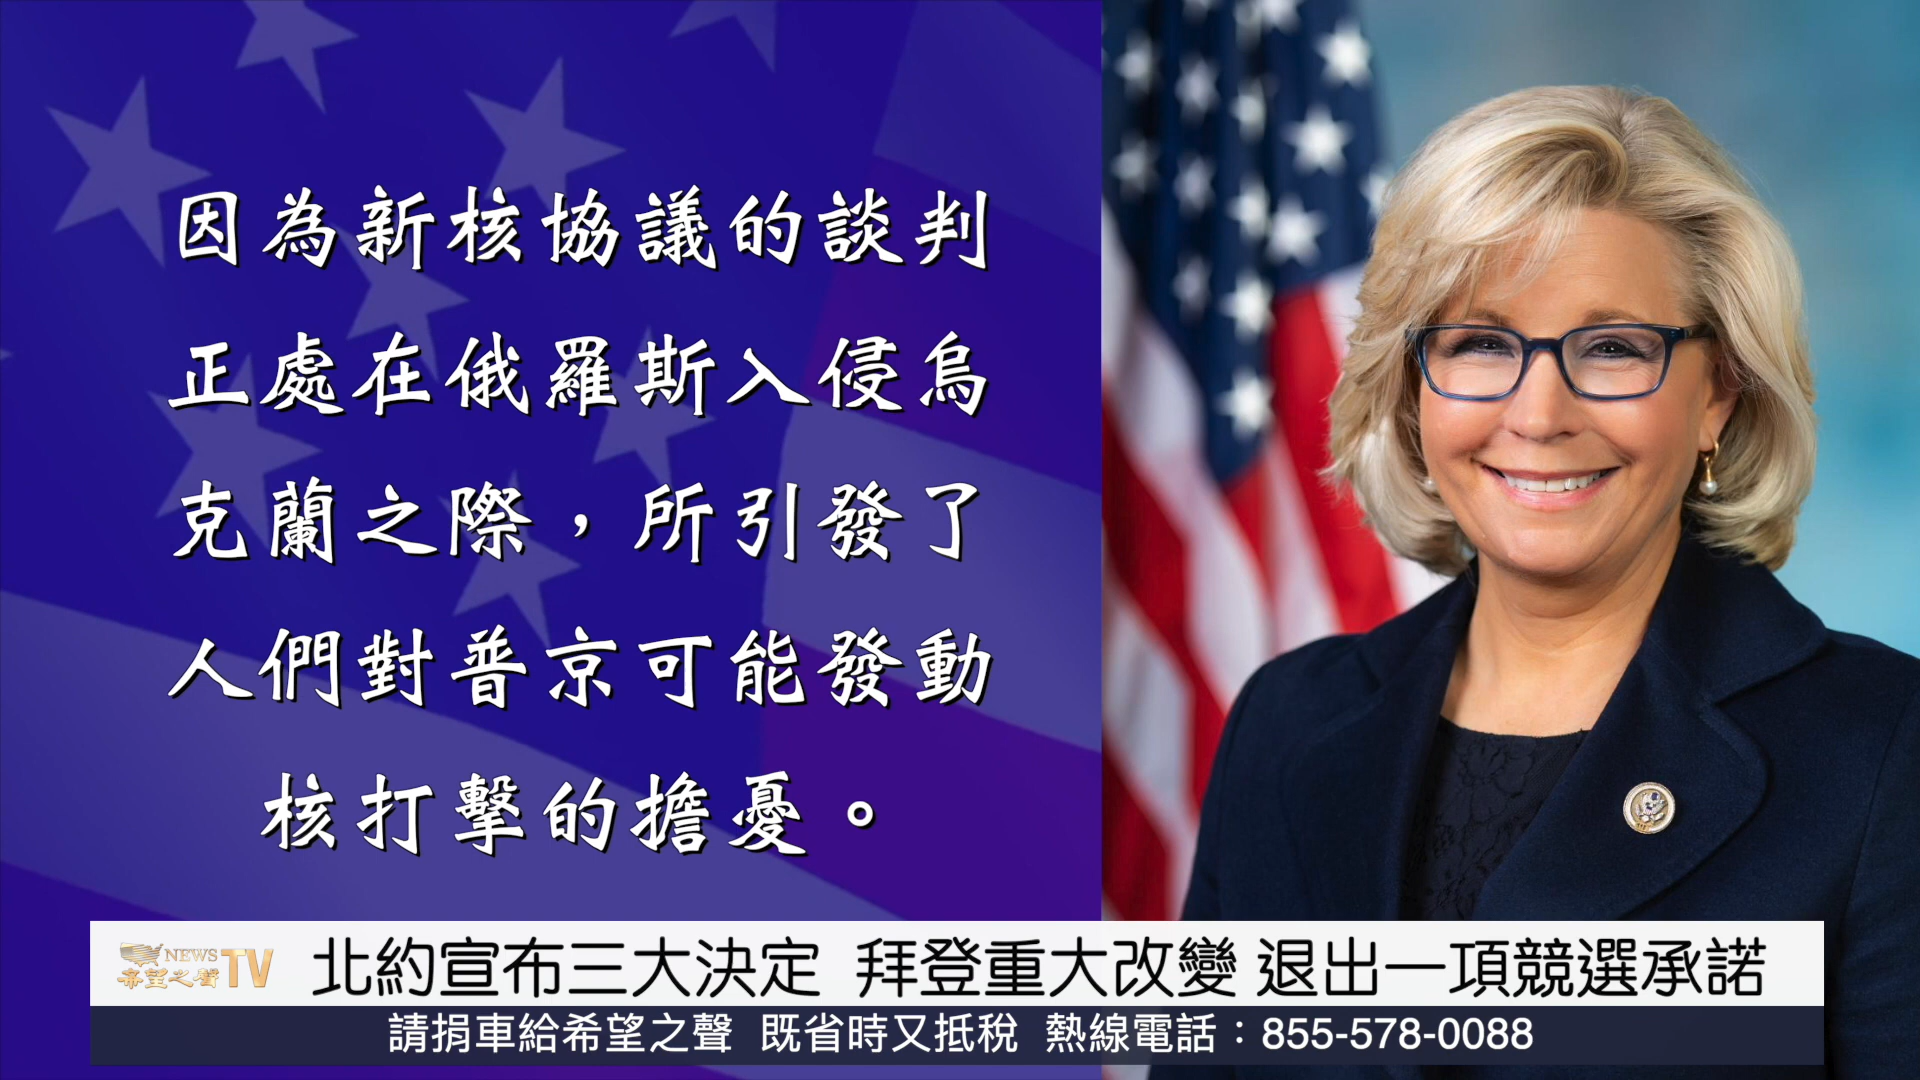 因為新核協議的談判
正處在俄羅斯入侵烏
克蘭之際，所引發了
人們對普京可能發動
核打擊的擔憂。
NEWS
希望之聲 TV
北約宣布三大決定 拜登重大改變 退出一項競選承諾
請捐車給希望之聲 既省時又抵稅 熱線電話：855-578-0088